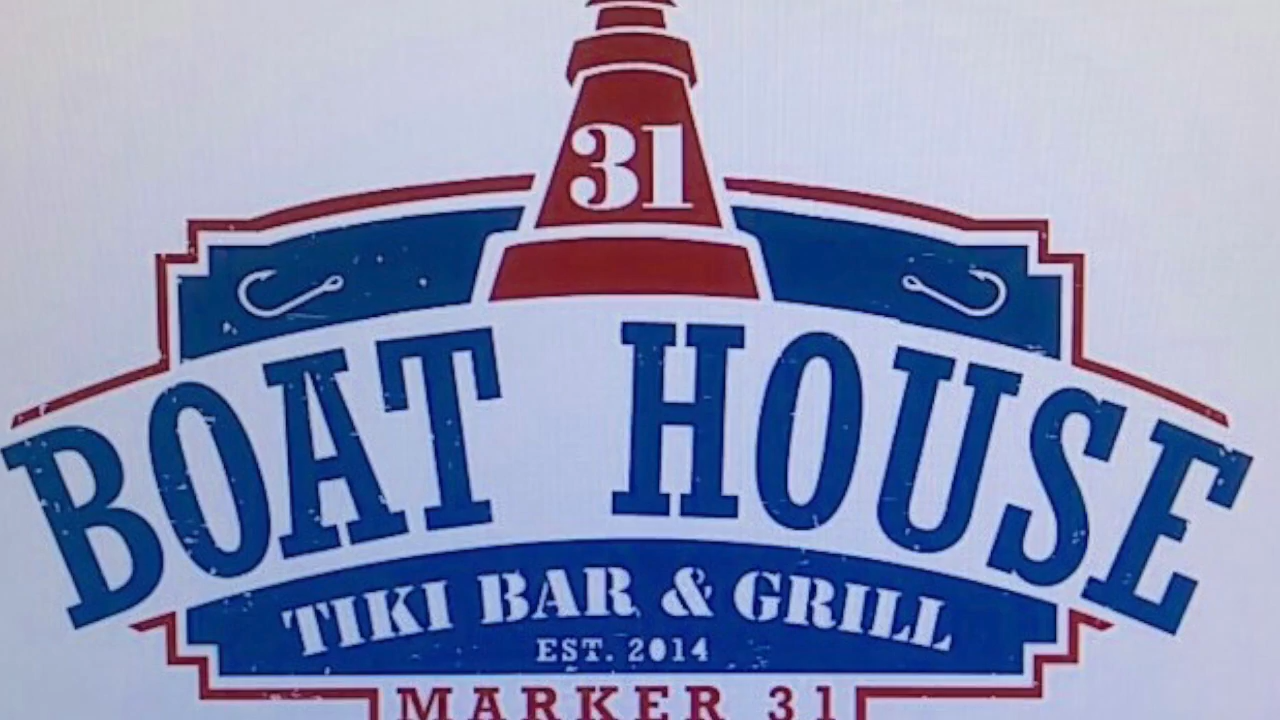 31
BOAT HOUSE
TIKI BAR & GRILL
EST. 2014
MARKER 31